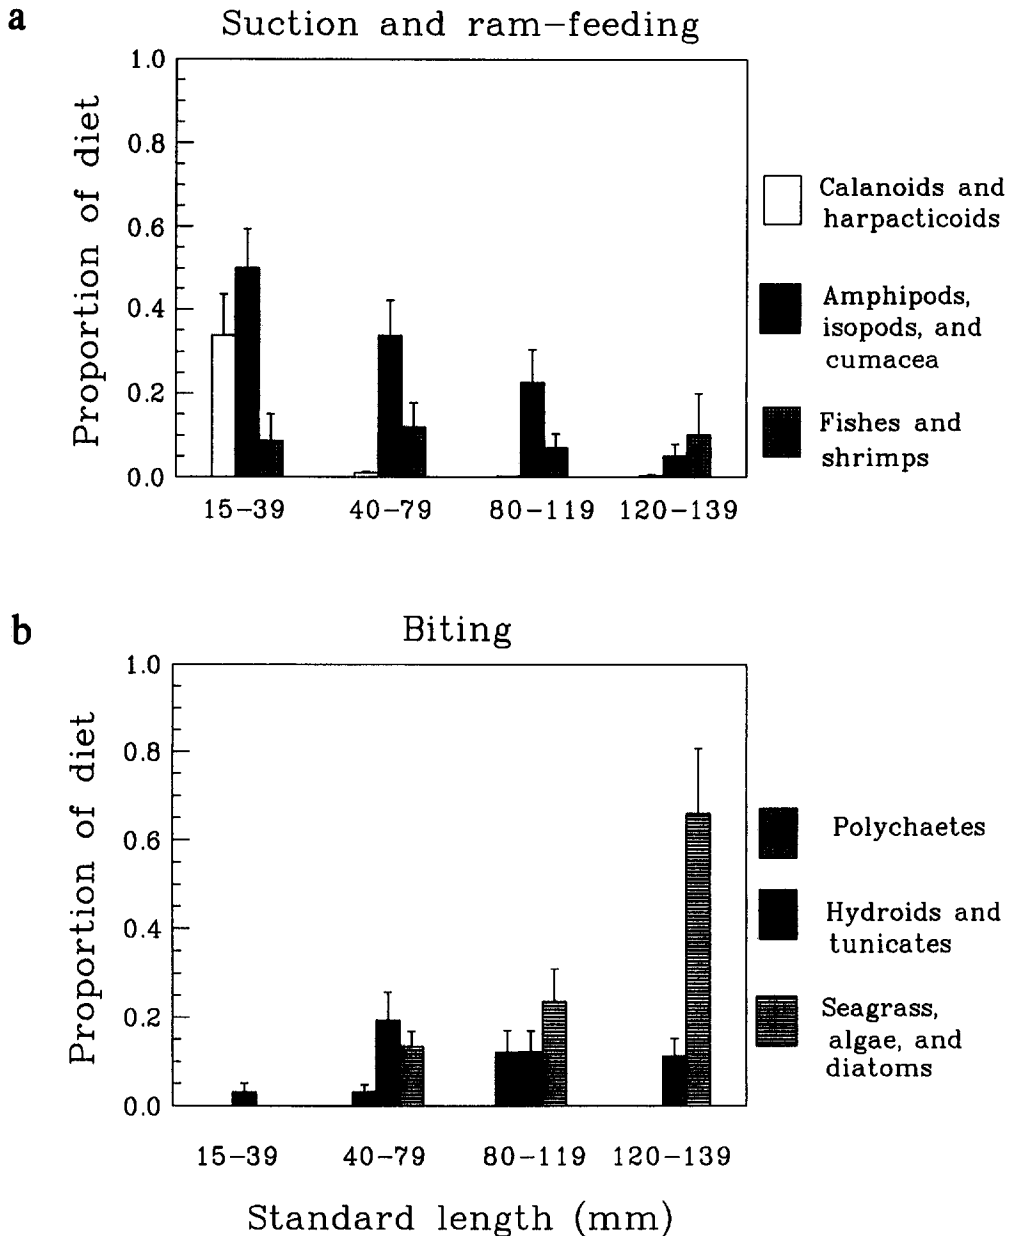 a
Suction and ram-feeding
Proportion of diet
1.0
0.8
0.6
0.4
0.2
0.0
15-39 40-79 80-119 120-139
Calanoids and
harpacticoids
Amphipods,
isopods, and
cumacea
Fishes and
shrimps
b
Biting
Proportion of diet
1.0
0.8
0.6
0.4
0.2
0.0
15-39 40-79 80-119 120-139
Standard length (mm)
Polychaetes
Hydroids and
tunicates
Seagrass,
algae, and
diatoms